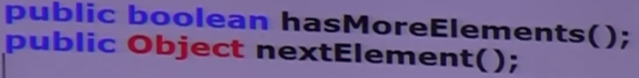 public boolean hasMoreElements();
public Object nextElement();